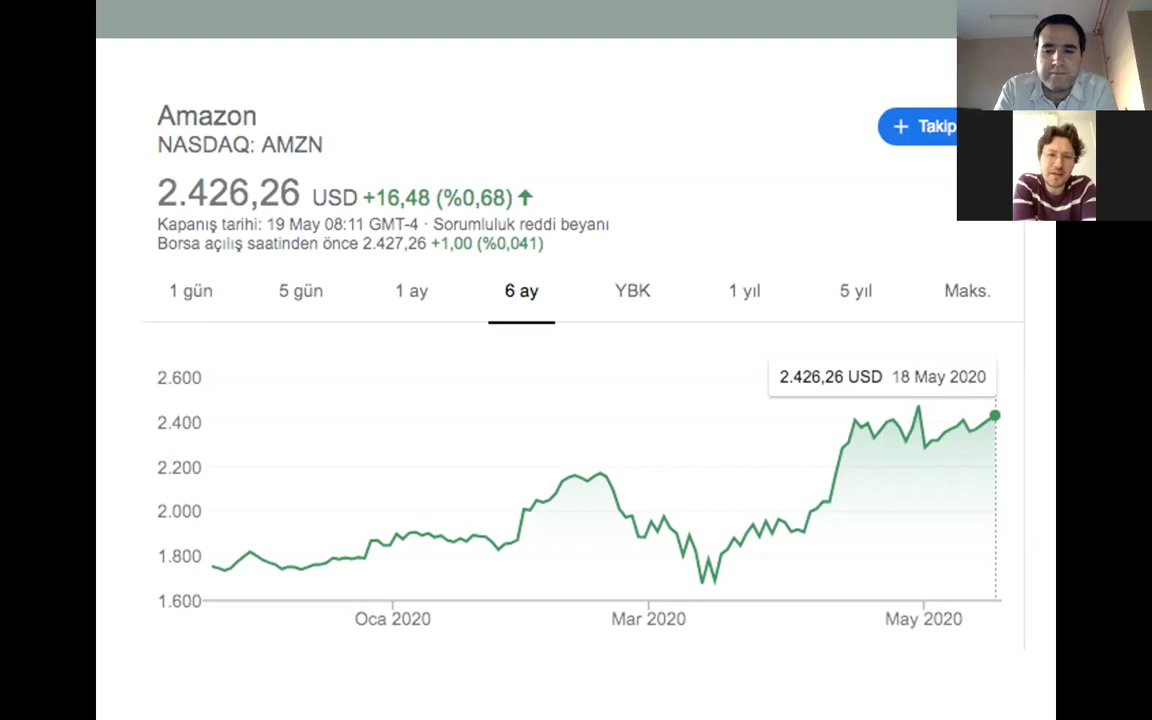 Amazon
NASDAQ: AMZN
+ Takip
2.426,26 USD +16,48 (%0,68)
Kapanış tarihi: 19 May 08:11 GMT-4 · Sorumluluk reddi beyanı
Borsa açılış saatinden önce 2.427,26 +1,00 (%0,041)
1 gün 5 gün 1 ay 6 ay YBK 1 yıl 5 yıl Maks.
2.426,26 USD 18 May 2020
2.600
2.400
2.200
2.000
1.800
1.600
Oca 2020 Mar 2020 May 2020